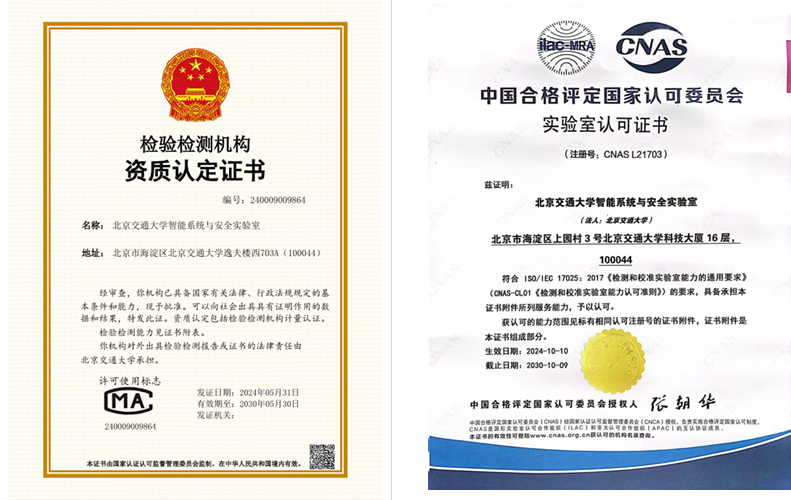 检验检测机构
资质认定证书
编号：240009009864
名称：北京交通大学智能系统与安全实验室
地址：北京市海淀区北京交通大学逸夫楼西703A（100044）
经审查，你机构已具备国家有关法律、行政法规规定的基
本条件和能力，现予批准。可以向社会出具具有证明作用的数
据和结果，特发此证。资质认定包括检验检测机构计量认证。
检验检测能力见证书附表。
你机构对外出具检验检测报告或证书的法律责任由
北京交通大学承担。
许可使用标志
MA
240009009864
发证日期：2024年05月31日
有效期至：2030年05月30日
发证机关：
本证书由国家认证认可监督管理委员会监制，在中华人民共和国境内有效。
ilac-MRA
CNAS
中国合格评定国家认可委员会
实验室认可证书
（注册号：CNAS L21703）
兹证明：
北京交通大学智能系统与安全实验室
（法人：北京交通大学）
北京市海淀区上园村3号北京交通大学科技大厦16层，
100044
符合 ISO/IEC 17025：2017《检测和校准实验室能力的通用要求》
（CNAS-CL01《检测和校准实验室能力认可准则》）的要求，具备承担本
证书附件所列服务能力，予以认可。
获认可的能力范围见标有相同认可注册号的证书附件，证书附件是
本证书组成部分。
生效日期：2024-10-10
截止日期：2030-10-09
中国合格评定国家认可委员会授权人 张朝华
中国合格评定国家认可委员会（CNAS）经国家认证认可监督管理委员会（CNCA）授权，负责实施合格评定国家认可制度。
CNAS是国际实验室认可合作组织（ILAC）和亚太认可合作组织（APAC）的互认协议成员。
本证书的有效性可登陆www.cnas.org.cn获认可的机构名录查询。